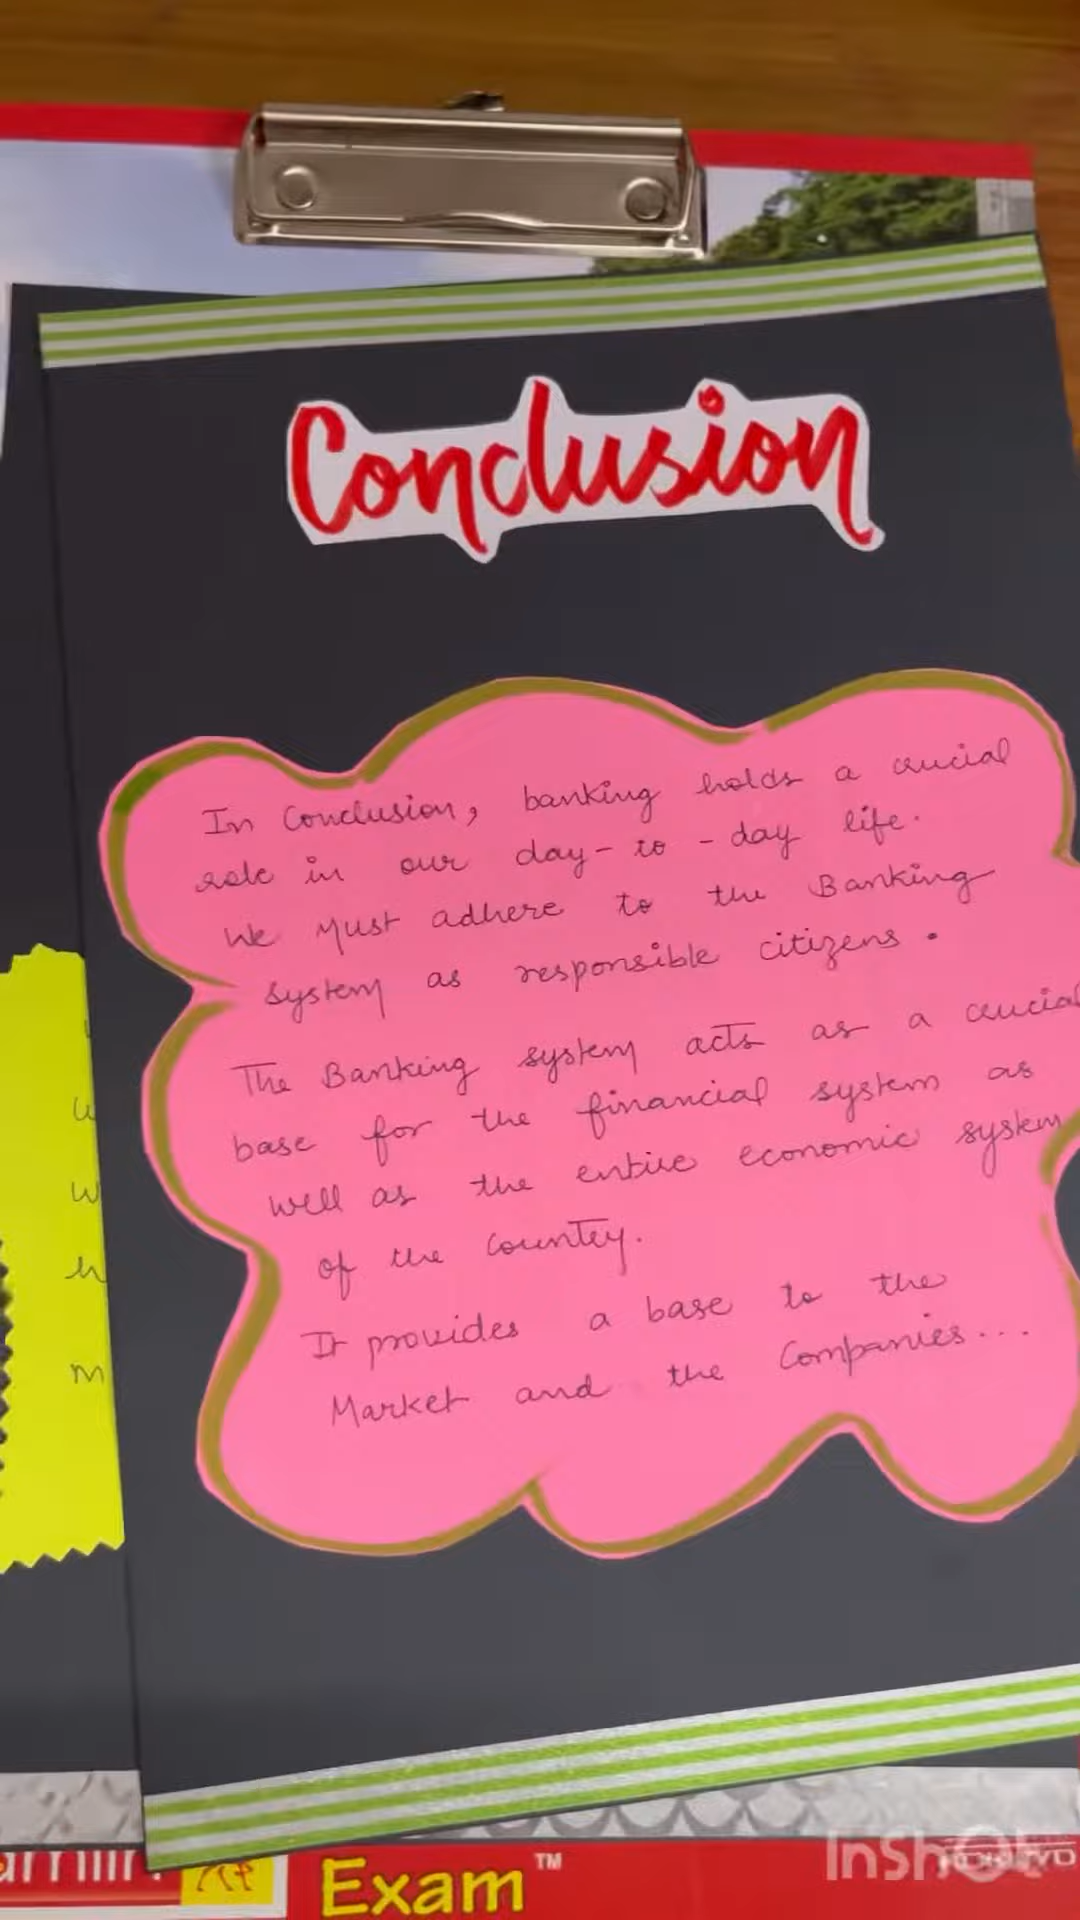 Conclusion
In Conclusion, banking holds a crucial
role in our day-to-day life.
We Must adhere to the Banking
system as responsible citizens.
The Banking system acts as a crucial
base for the financial system as
well as the entire economic system
of the Country.
It provides a base to the
Market and the Companies...
Exam™
InShot